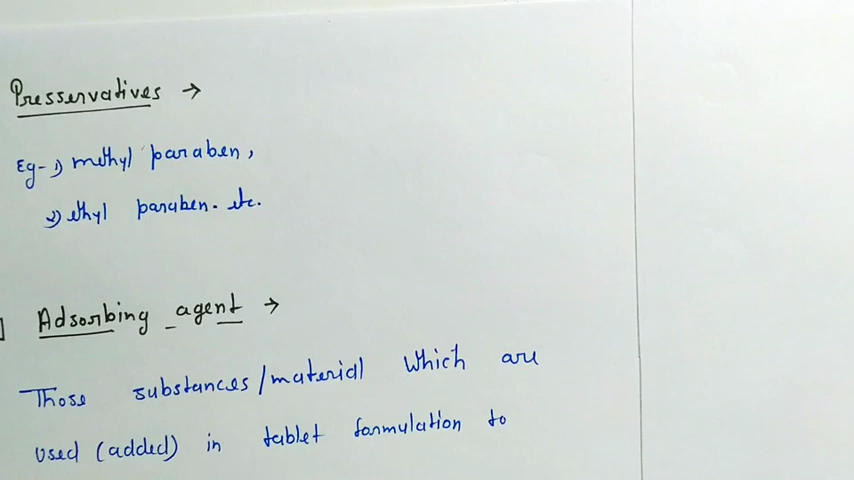 Presservatives →
Eg- 1) methyl paraben,
2) ethyl paraben. etc.
Adsorbing agent →
Those substances/material which are
used (added) in tablet formulation to